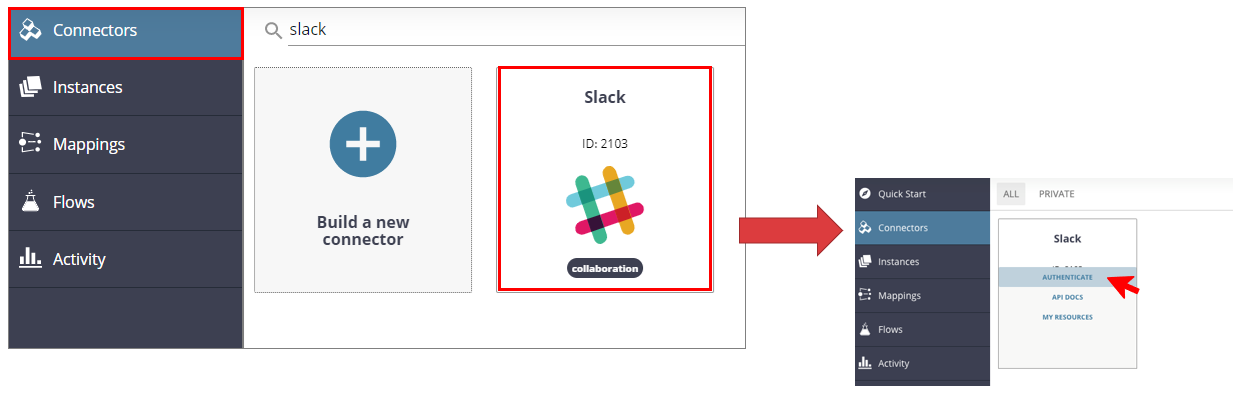 Connectors
Instances
Mappings
Flows
Activity
slack
Build a new
connector
Slack
ID: 2103
collaboration
Quick Start
Connectors
Instances
Mappings
Flows
Activity
ALL PRIVATE
Slack
AUTHENTICATE
API DOCS
MY RESOURCES